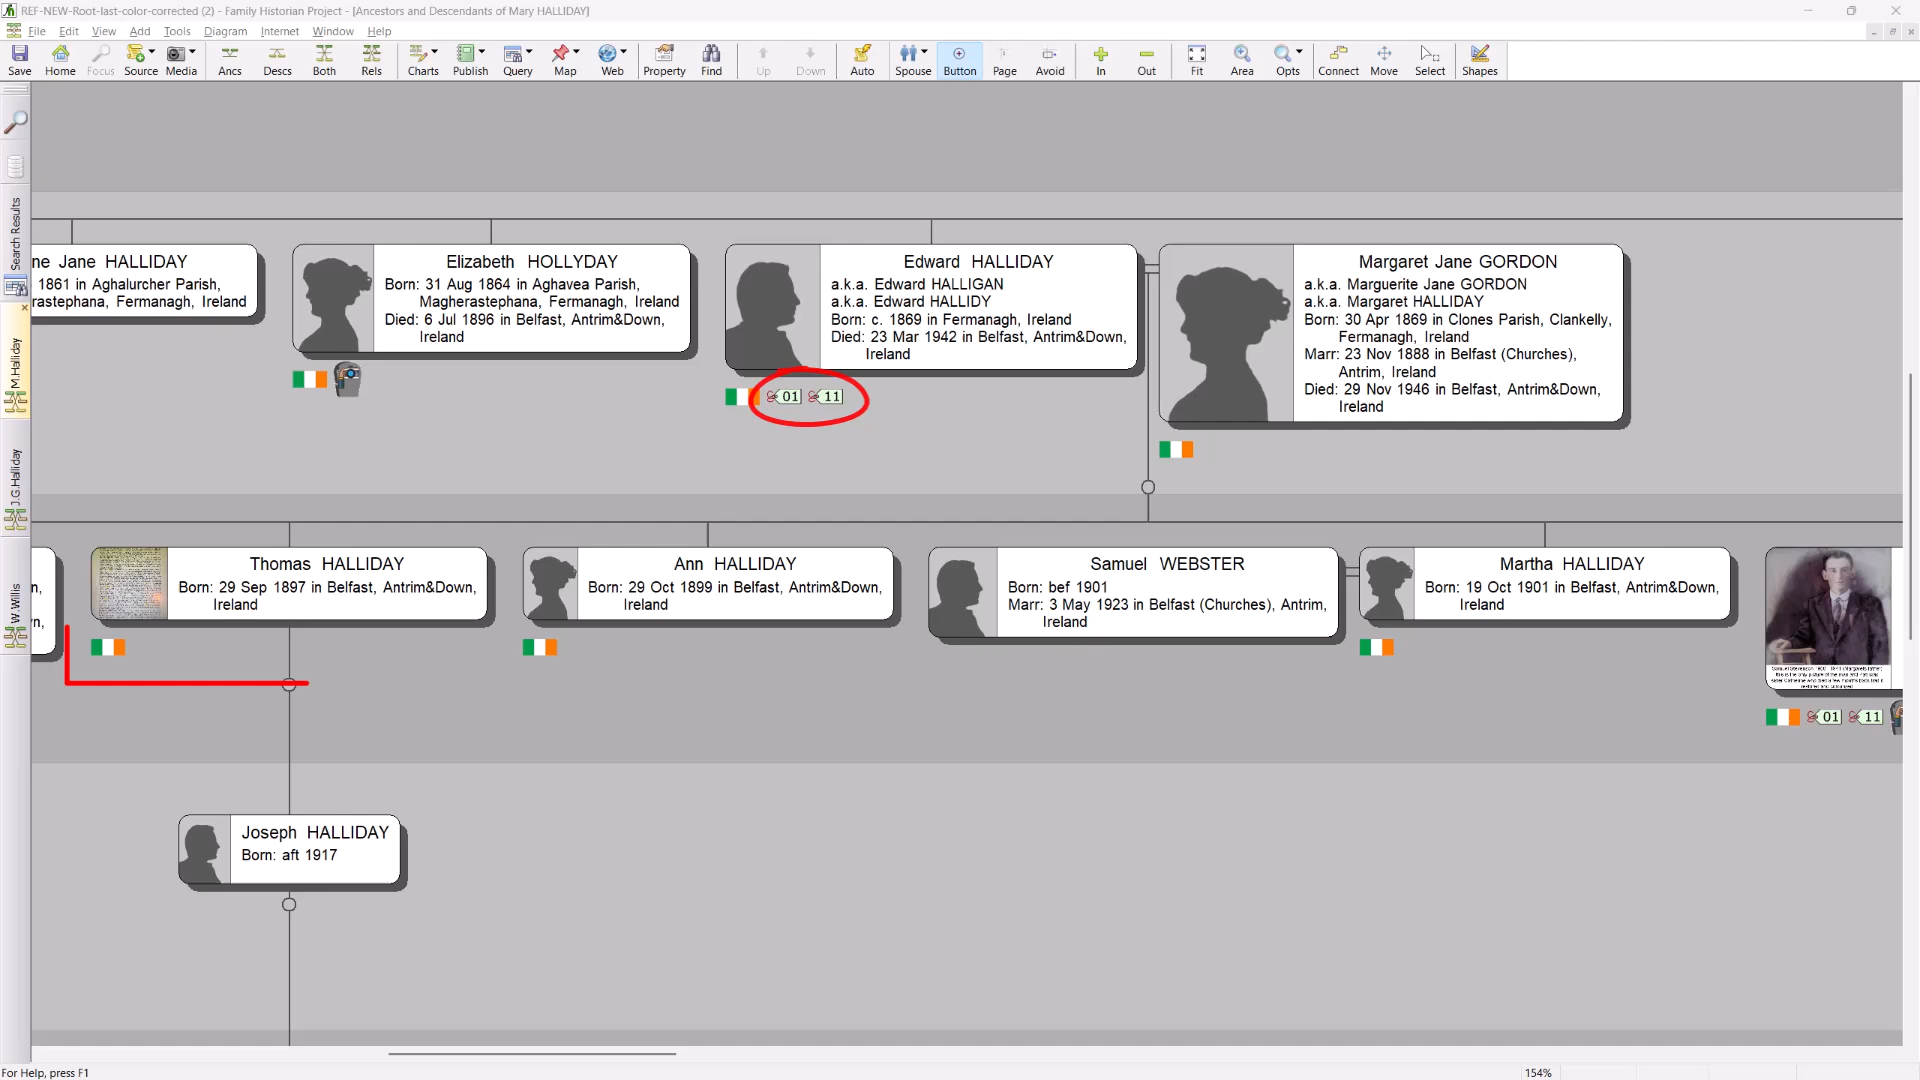 REF-NEW-Root-last-color-corrected (2) - Family Historian Project - [Ancestors and Descendants of Mary HALLIDAY]
File Edit View Add Tools Diagram Internet Window Help
Save Home Focus Source Media Ancs Descs Both Rels Charts Publish Query Map Web Property Find Up Down Auto Spouse Button Page Avoid In Out Fit Area Opts Connect Move Select Shapes
Search Results
M.Halliday
J.G.Halliday
W.Willis
ne Jane HALLIDAY
1861 in Aghalurcher Parish,
rastephana, Fermanagh, Ireland
Elizabeth HOLLYDAY
Born: 31 Aug 1864 in Aghavea Parish,
Magherastephana, Fermanagh, Ireland
Died: 6 Jul 1896 in Belfast, Antrim&Down,
Ireland
Edward HALLIDAY
a.k.a. Edward HALLIGAN
a.k.a. Edward HALLIDY
Born: c. 1869 in Fermanagh, Ireland
Died: 23 Mar 1942 in Belfast, Antrim&Down,
Ireland
01 11
Margaret Jane GORDON
a.k.a. Marguerite Jane GORDON
a.k.a. Margaret HALLIDAY
Born: 30 Apr 1869 in Clones Parish, Clankelly,
Fermanagh, Ireland
Marr: 23 Nov 1888 in Belfast (Churches),
Antrim, Ireland
Died: 29 Nov 1946 in Belfast, Antrim&Down,
Ireland
n,
wn,
Thomas HALLIDAY
Born: 29 Sep 1897 in Belfast, Antrim&Down,
Ireland
Ann HALLIDAY
Born: 29 Oct 1899 in Belfast, Antrim&Down,
Ireland
Samuel WEBSTER
Born: bef 1901
Marr: 3 May 1923 in Belfast (Churches), Antrim,
Ireland
Martha HALLIDAY
Born: 19 Oct 1901 in Belfast, Antrim&Down,
Ireland
01 11
Joseph HALLIDAY
Born: aft 1917
For Help, press F1
154%